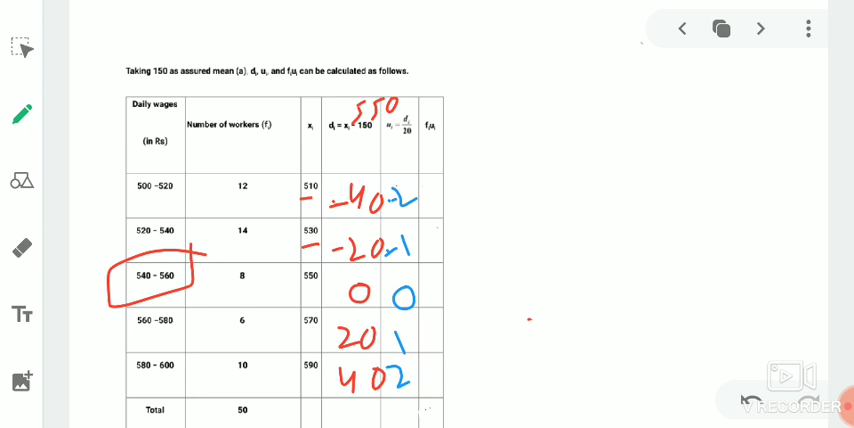 Taking 150 as assured mean (a), dᵢ, uᵢ, and fᵢuᵢ can be calculated as follows.
Daily wages (in Rs) Number of workers (fᵢ) xᵢ dᵢ = xᵢ - 150 550 uᵢ = dᵢ/20 fᵢuᵢ
500 –520 12 510 -40 -2
520 – 540 14 530 -20 -1
540 – 560 8 550 0 0
560 –580 6 570 20 1
580 – 600 10 590 40 2
Total 50
Tт
V RECORDER